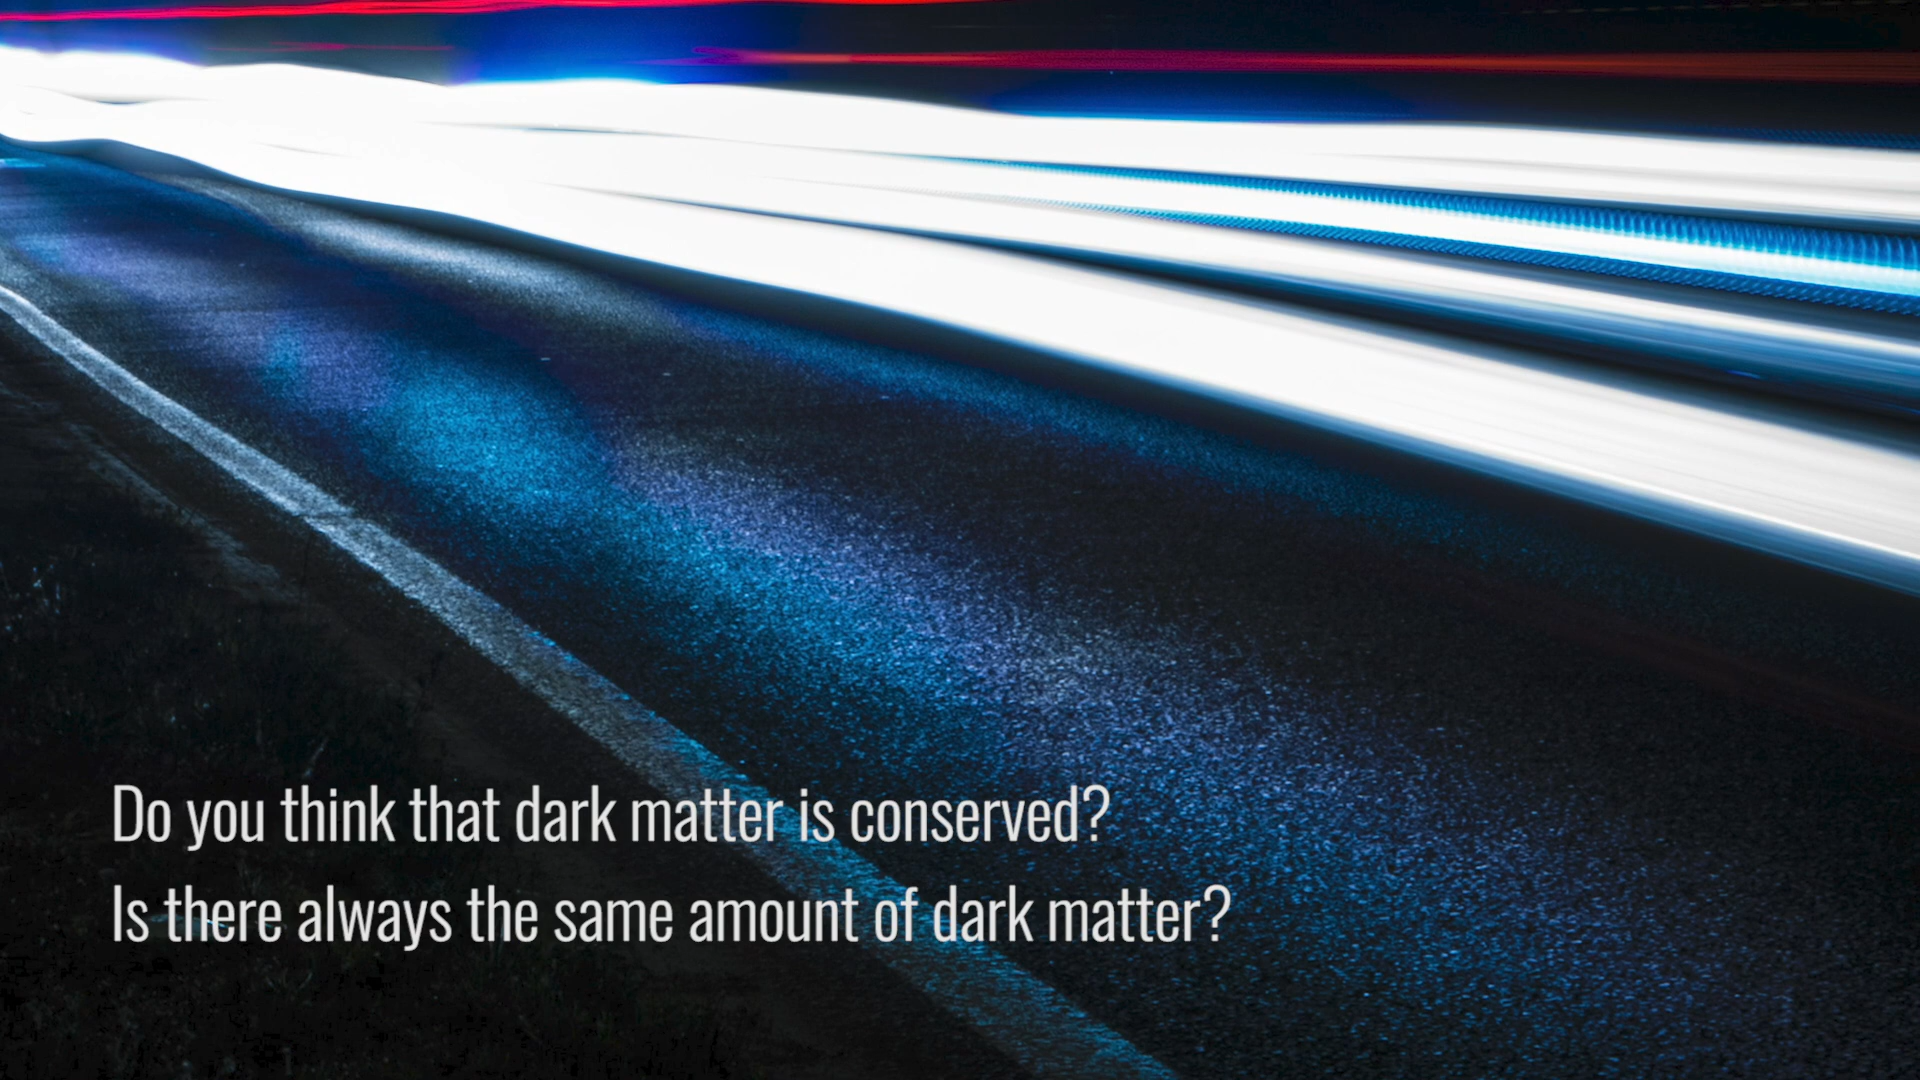 Do you think that dark matter is conserved?
Is there always the same amount of dark matter?